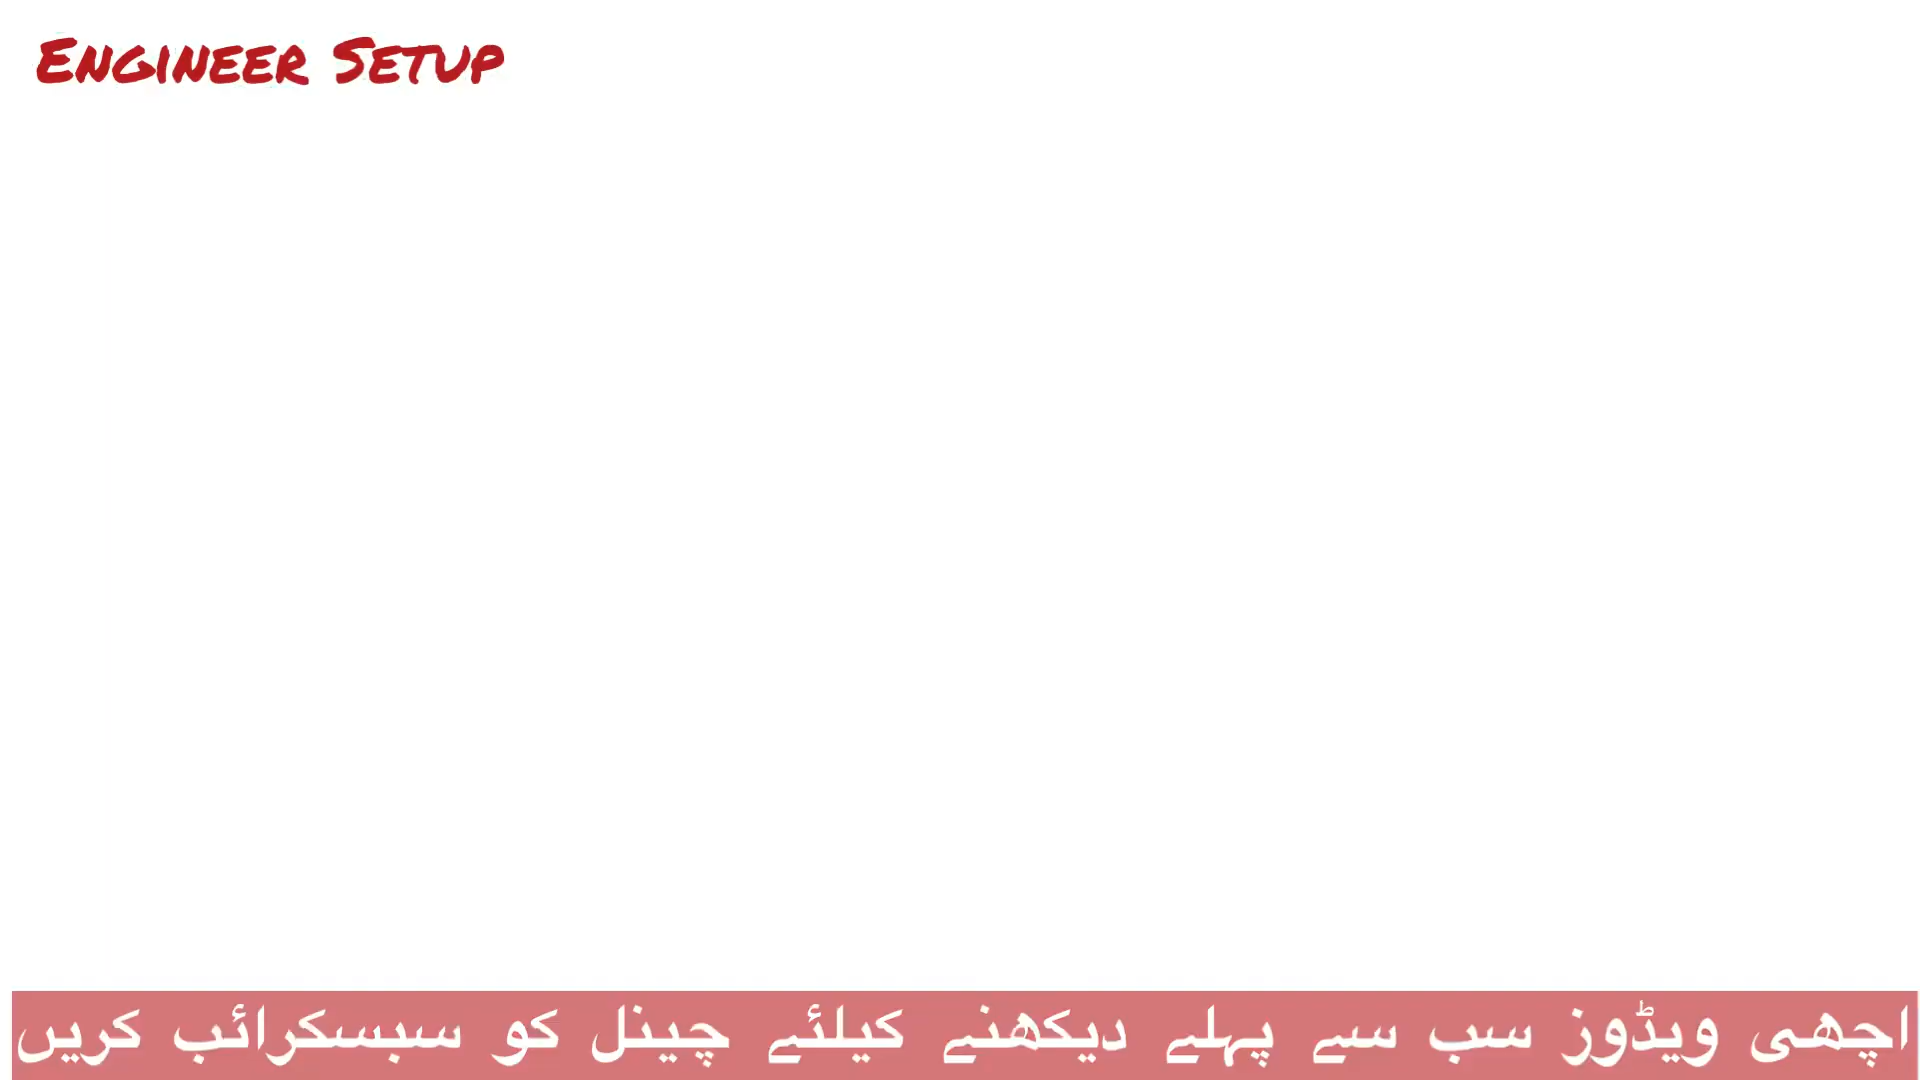 Engineer Setup
اچھی ویڈوز سب سے پہلے دیکھنے کیلئے چینل کو سبسکرائب کریں